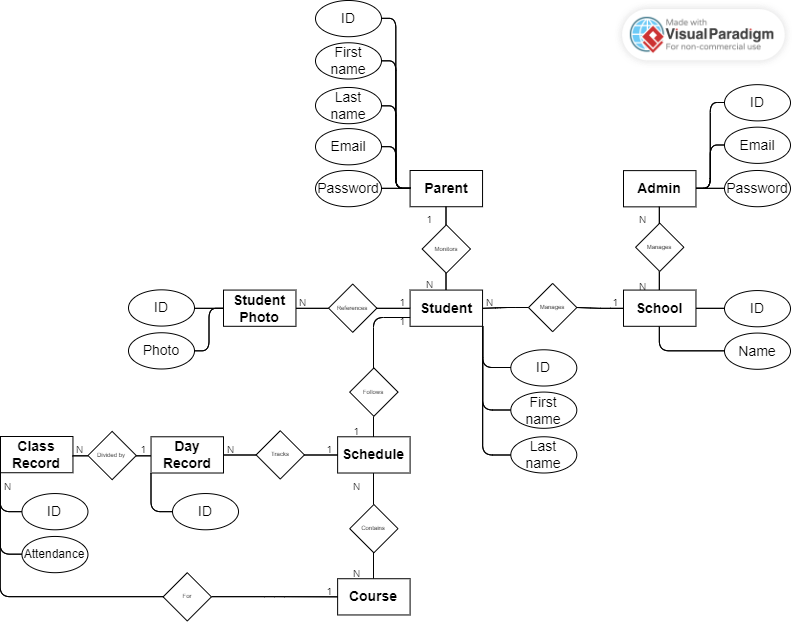 ID
Made with
VisualParadigm
For non-commercial use
First
name
Last
name
ID
Email
Email
Password
Parent
Admin
Password
1
N
Monitors
Manages
N
N
ID
Student
Photo
N
References
1
Student
N
Manages
1
School
ID
1
Photo
Name
ID
Follows
First
name
1
Class
Record
N
Divided by
1
Day
Record
N
Tracks
1
Schedule
Last
name
N
N
ID
ID
Contains
Attendance
N
For
1
Course